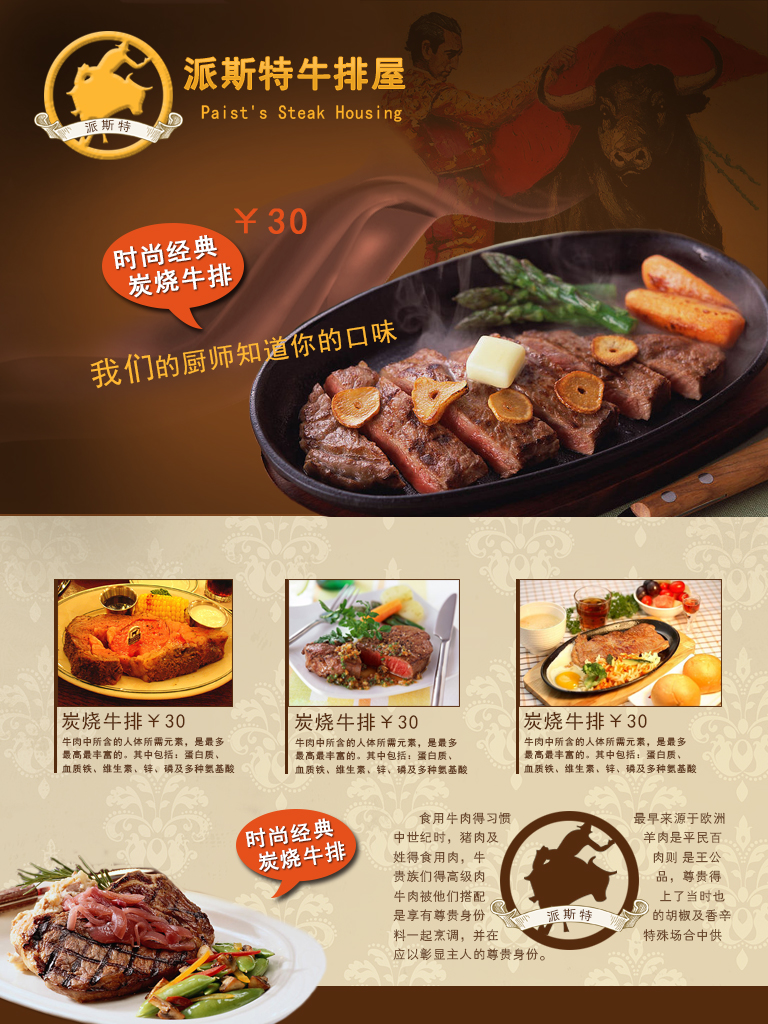 派斯特牛排屋
Paist's Steak Housing
派斯特
￥30
时尚经典
炭烧牛排
我们的厨师知道你的口味
炭烧牛排￥30
牛肉中所含的人体所需元素，是最多
最高最丰富的。其中包括：蛋白质、
血质铁、维生素、锌、磷及多种氨基酸
炭烧牛排￥30
牛肉中所含的人体所需元素，是最多
最高最丰富的。其中包括：蛋白质、
血质铁、维生素、锌、磷及多种氨基酸
炭烧牛排￥30
牛肉中所含的人体所需元素，是最多
最高最丰富的。其中包括：蛋白质、
血质铁、维生素、锌、磷及多种氨基酸
时尚经典
炭烧牛排
食用牛肉得习惯 最早来源于欧洲
中世纪时，猪肉及 羊肉是平民百
姓得食用肉，牛 肉则 是王公
贵族们得高级肉 品，尊贵得
牛肉被他们搭配 上了当时也
是享有尊贵身份 的胡椒及香辛
料一起烹调，并在 特殊场合中供
应以彰显主人的尊贵身份。
派斯特